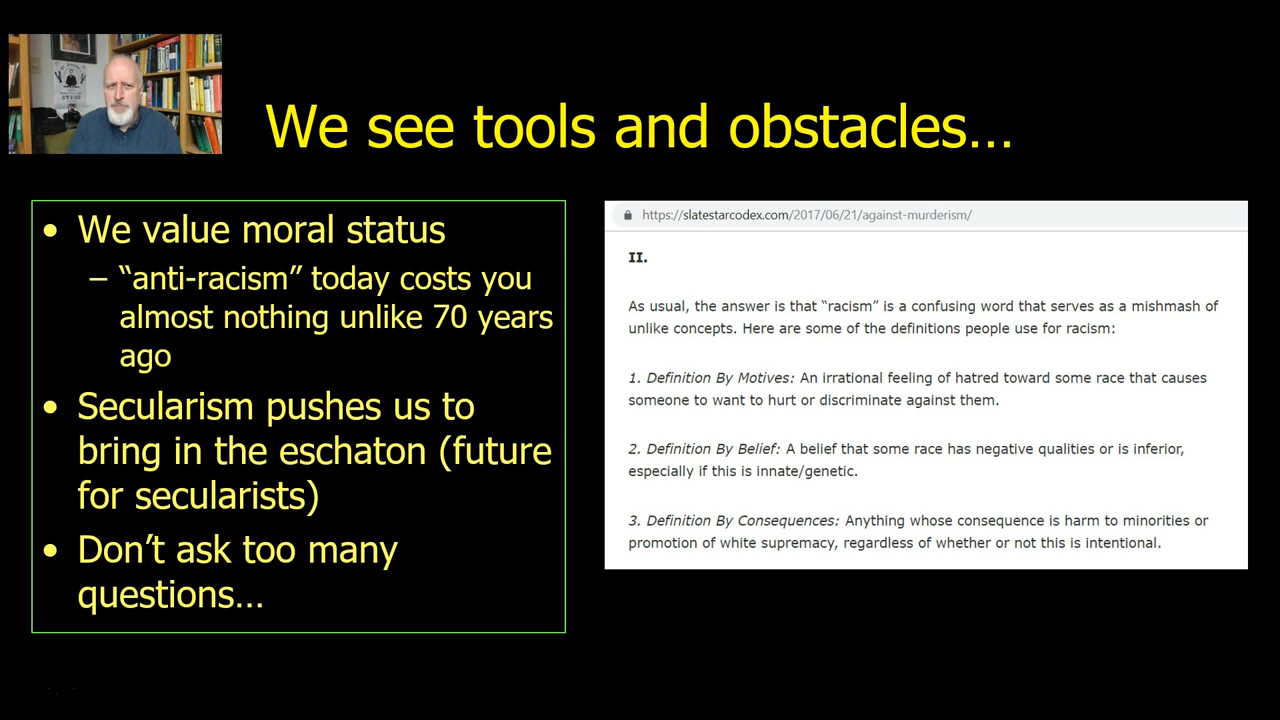 We see tools and obstacles...
• We value moral status
– “anti-racism” today costs you
almost nothing unlike 70 years
ago
• Secularism pushes us to
bring in the eschaton (future
for secularists)
• Don’t ask too many
questions…
https://slatestarcodex.com/2017/06/21/against-murderism/
II.
As usual, the answer is that “racism” is a confusing word that serves as a mishmash of
unlike concepts. Here are some of the definitions people use for racism:
1. Definition By Motives: An irrational feeling of hatred toward some race that causes
someone to want to hurt or discriminate against them.
2. Definition By Belief: A belief that some race has negative qualities or is inferior,
especially if this is innate/genetic.
3. Definition By Consequences: Anything whose consequence is harm to minorities or
promotion of white supremacy, regardless of whether or not this is intentional.